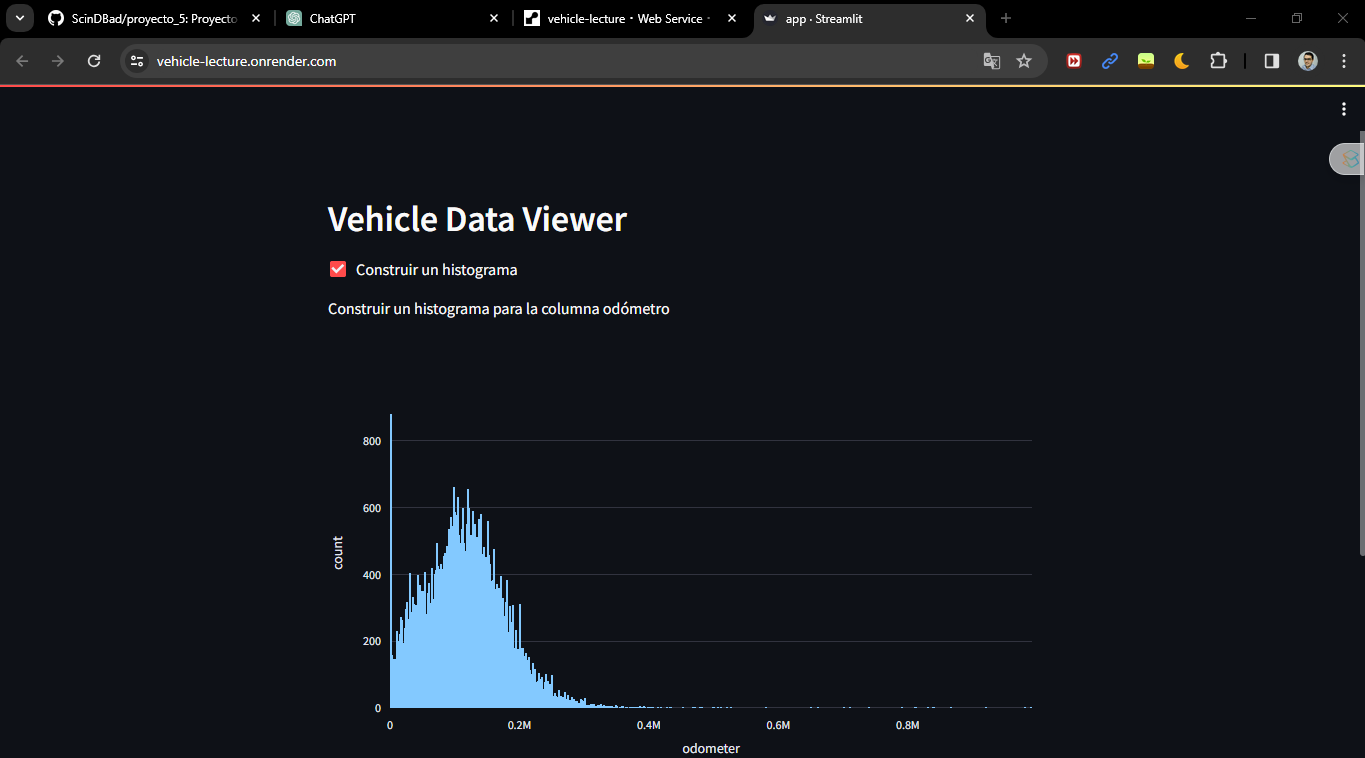 ScinDBad/proyecto_5: Proyecto
ChatGPT
vehicle-lecture · Web Service ·
app · Streamlit
vehicle-lecture.onrender.com
Vehicle Data Viewer
Construir un histograma
Construir un histograma para la columna odómetro
800
600
400
200
0
count
0
0.2M
0.4M
0.6M
0.8M
odometer